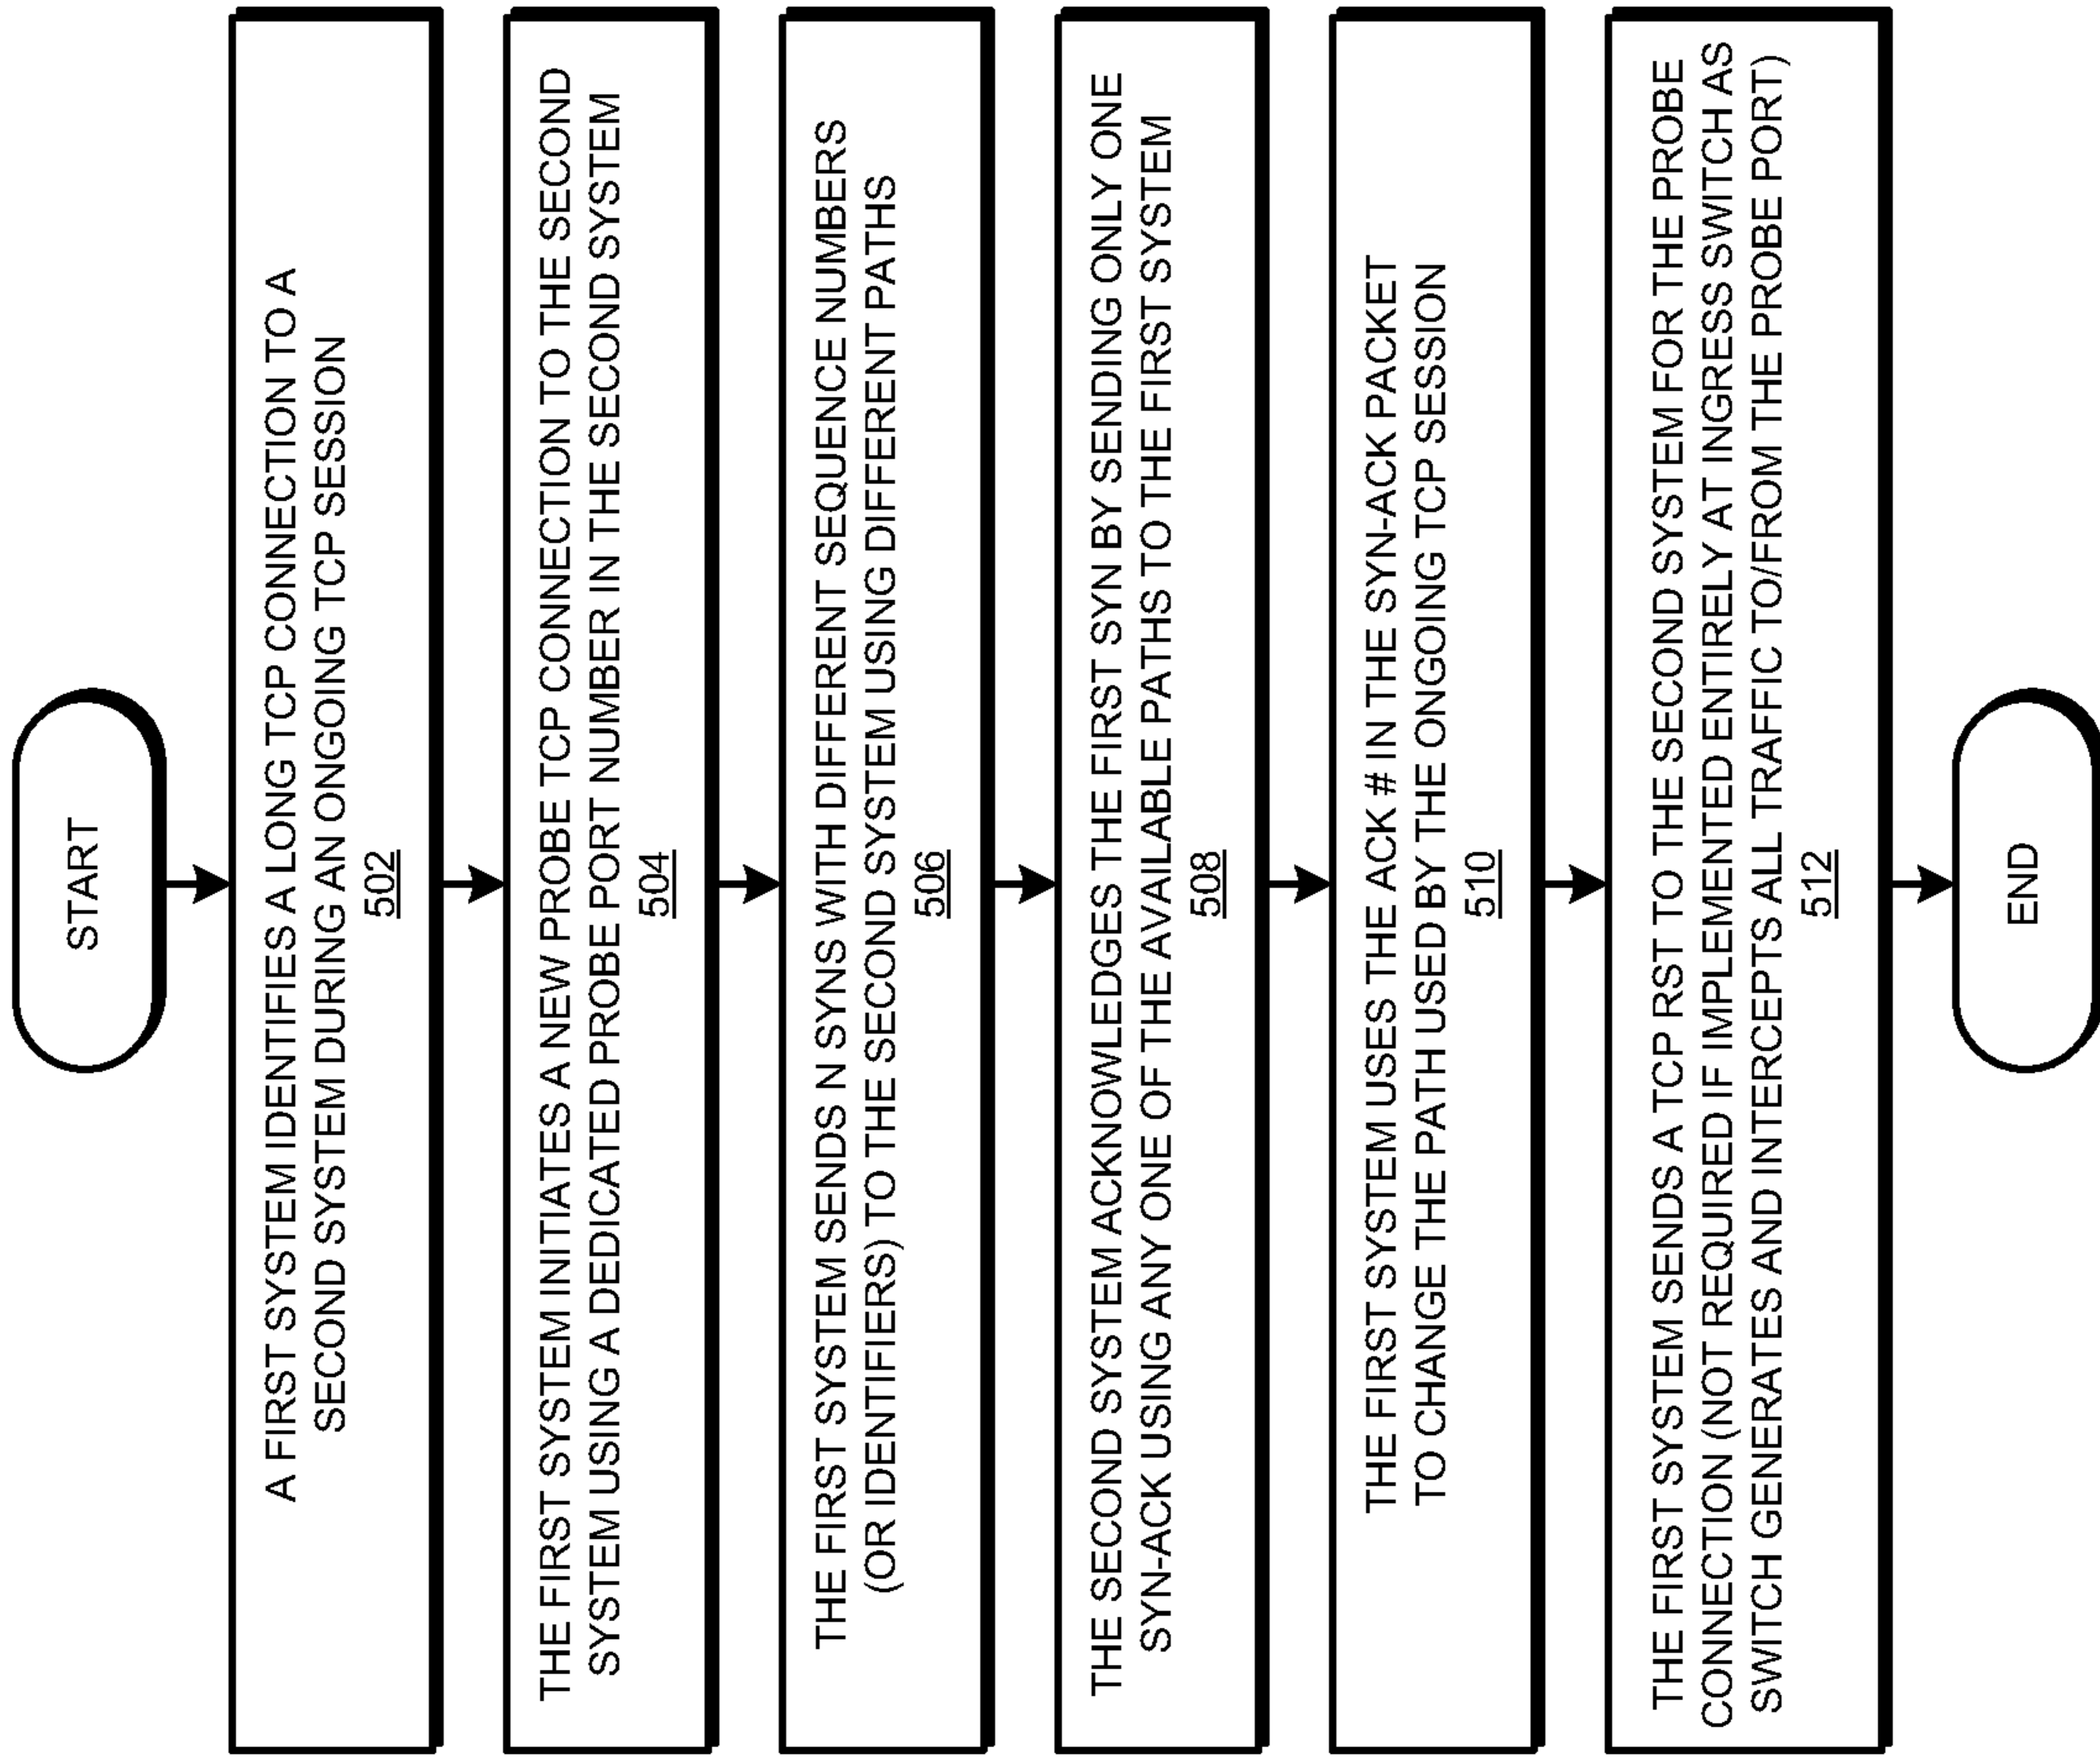 START
A FIRST SYSTEM IDENTIFIES A LONG TCP CONNECTION TO A
SECOND SYSTEM DURING AN ONGOING TCP SESSION
502
THE FIRST SYSTEM INITIATES A NEW PROBE TCP CONNECTION TO THE SECOND
SYSTEM USING A DEDICATED PROBE PORT NUMBER IN THE SECOND SYSTEM
504
THE FIRST SYSTEM SENDS N SYNS WITH DIFFERENT SEQUENCE NUMBERS
(OR IDENTIFIERS) TO THE SECOND SYSTEM USING DIFFERENT PATHS
506
THE SECOND SYSTEM ACKNOWLEDGES THE FIRST SYN BY SENDING ONLY ONE
SYN-ACK USING ANY ONE OF THE AVAILABLE PATHS TO THE FIRST SYSTEM
508
THE FIRST SYSTEM USES THE ACK # IN THE SYN-ACK PACKET
TO CHANGE THE PATH USED BY THE ONGOING TCP SESSION
510
THE FIRST SYSTEM SENDS A TCP RST TO THE SECOND SYSTEM FOR THE PROBE
CONNECTION (NOT REQUIRED IF IMPLEMENTED ENTIRELY AT INGRESS SWITCH AS
SWITCH GENERATES AND INTERCEPTS ALL TRAFFIC TO/FROM THE PROBE PORT)
512
END